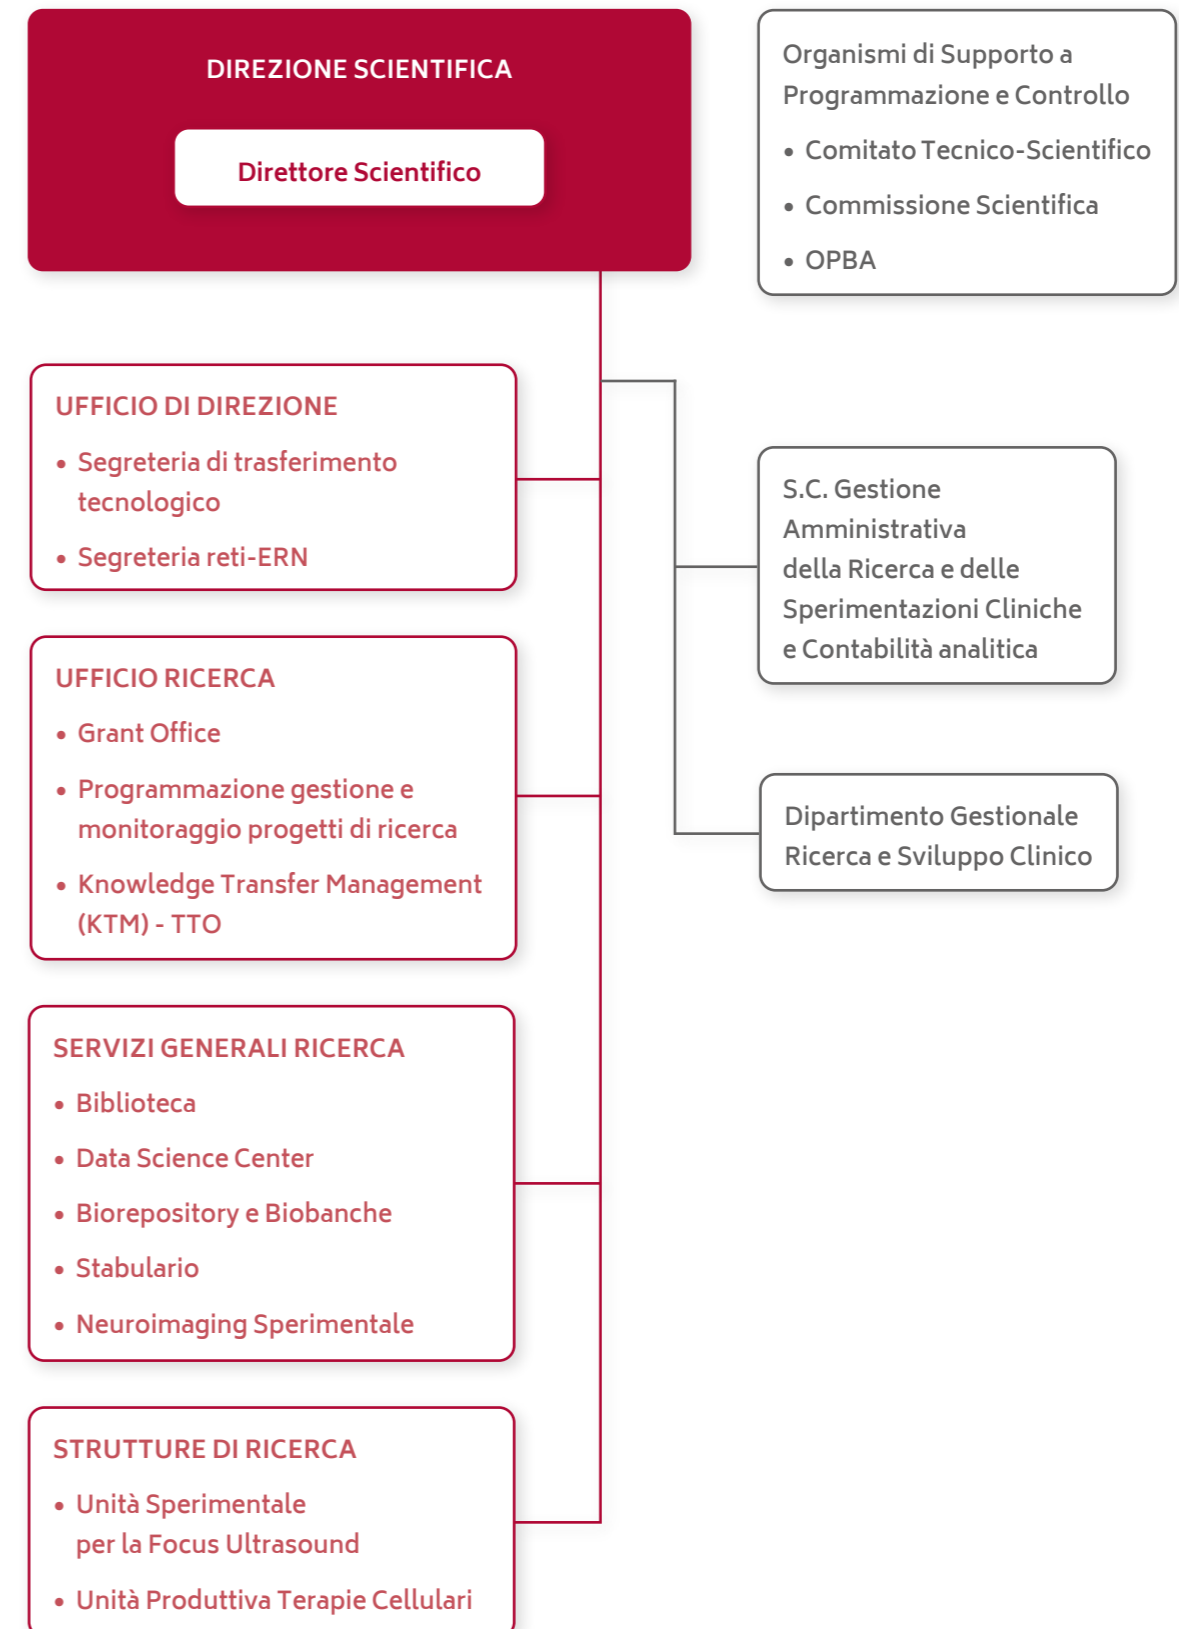 DIREZIONE SCIENTIFICA
Direttore Scientifico
Organismi di Supporto a
Programmazione e Controllo
• Comitato Tecnico-Scientifico
• Commissione Scientifica
• OPBA
UFFICIO DI DIREZIONE
• Segreteria di trasferimento
tecnologico
• Segreteria reti-ERN
S.C. Gestione
Amministrativa
della Ricerca e delle
Sperimentazioni Cliniche
e Contabilità analitica
UFFICIO RICERCA
• Grant Office
• Programmazione gestione e
monitoraggio progetti di ricerca
• Knowledge Transfer Management
(KTM) - TTO
Dipartimento Gestionale
Ricerca e Sviluppo Clinico
SERVIZI GENERALI RICERCA
• Biblioteca
• Data Science Center
• Biorepository e Biobanche
• Stabulario
• Neuroimaging Sperimentale
STRUTTURE DI RICERCA
• Unità Sperimentale
per la Focus Ultrasound
• Unità Produttiva Terapie Cellulari